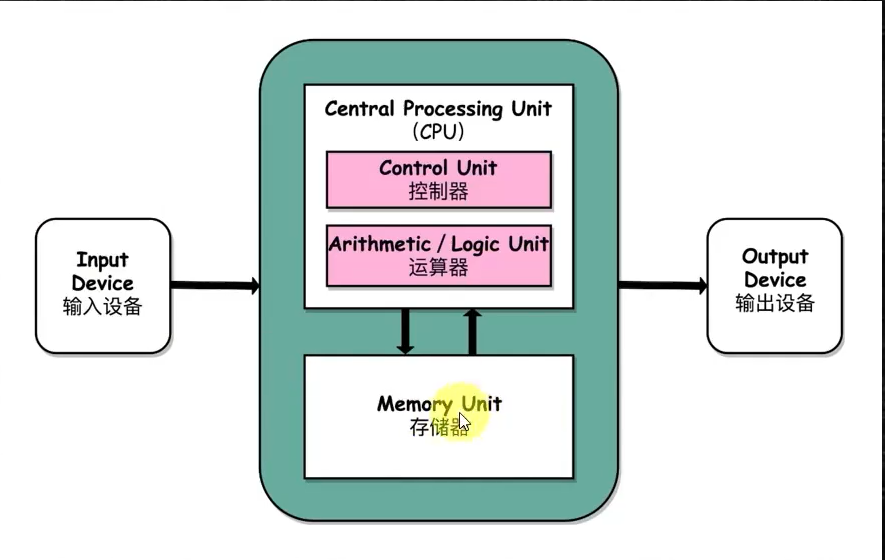 Central Processing Unit
(CPU)
Control Unit
控制器
Arithmetic / Logic Unit
运算器
Input
Device
输入设备
Output
Device
输出设备
Memory Unit
存储器